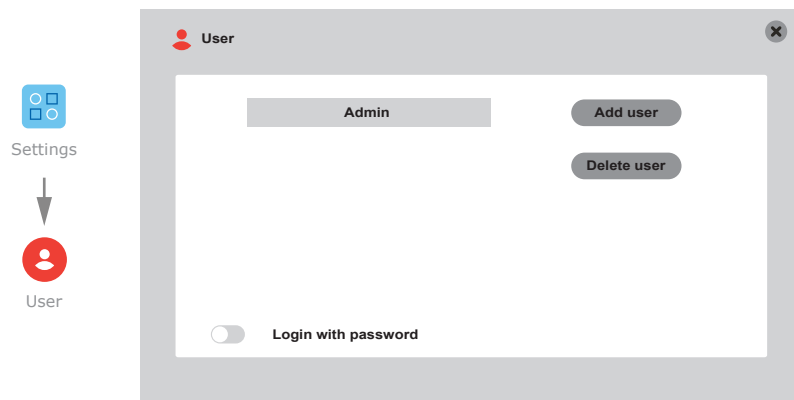 User
Admin
Add user
Settings
Delete user
User
Login with password